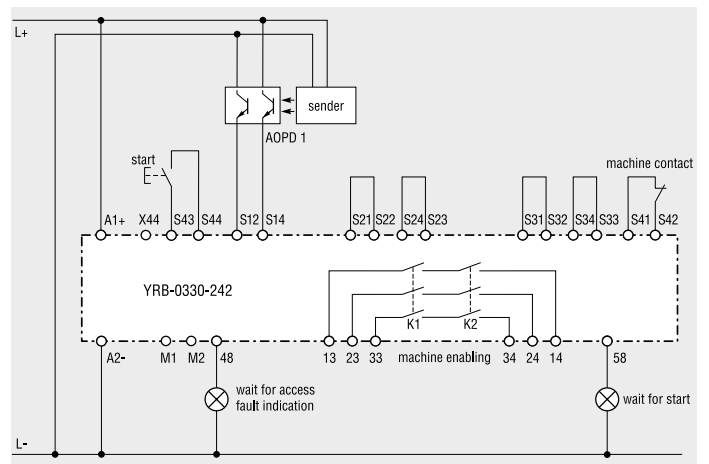 L+
sender
AOPD 1
start
machine contact
A1+ X44 S43 S44 S12 S14 S21 S22 S24 S23 S31 S32 S34 S33 S41 S42
YRB-0330-242
K1 K2
A2- M1 M2 48 13 23 33 machine enabling 34 24 14 58
wait for access
fault indication
wait for start
L-